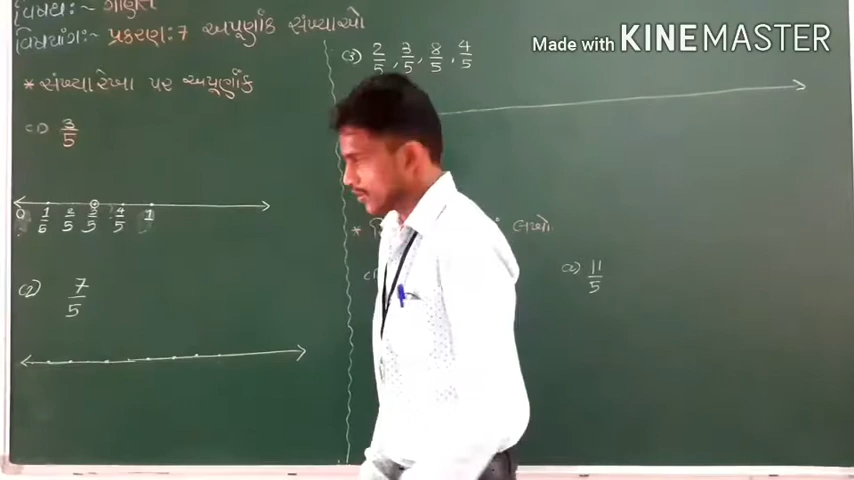 વિષય:~ ગણિત
વિષયાંગ:~ પ્રકરણ:7 અપૂર્ણાંક સંખ્યાઓ
* સંખ્યારેખા પર અપૂર્ણાંક
(1) 3/5
0 1/5 2/5 3/5 4/5 1
(2) 7/5
(3) 2/5, 3/5, 8/5, 4/5
Made with KINEMASTER
* લખો
(2) 11/5